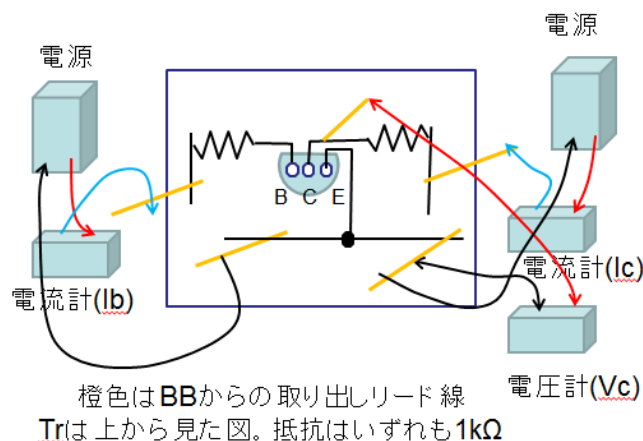 電源
電源
B C E
電流計(Ib)
電流計(Ic)
電圧計(Vc)
橙色はBBからの取り出しリード線
Trは上から見た図。抵抗はいずれも1kΩ